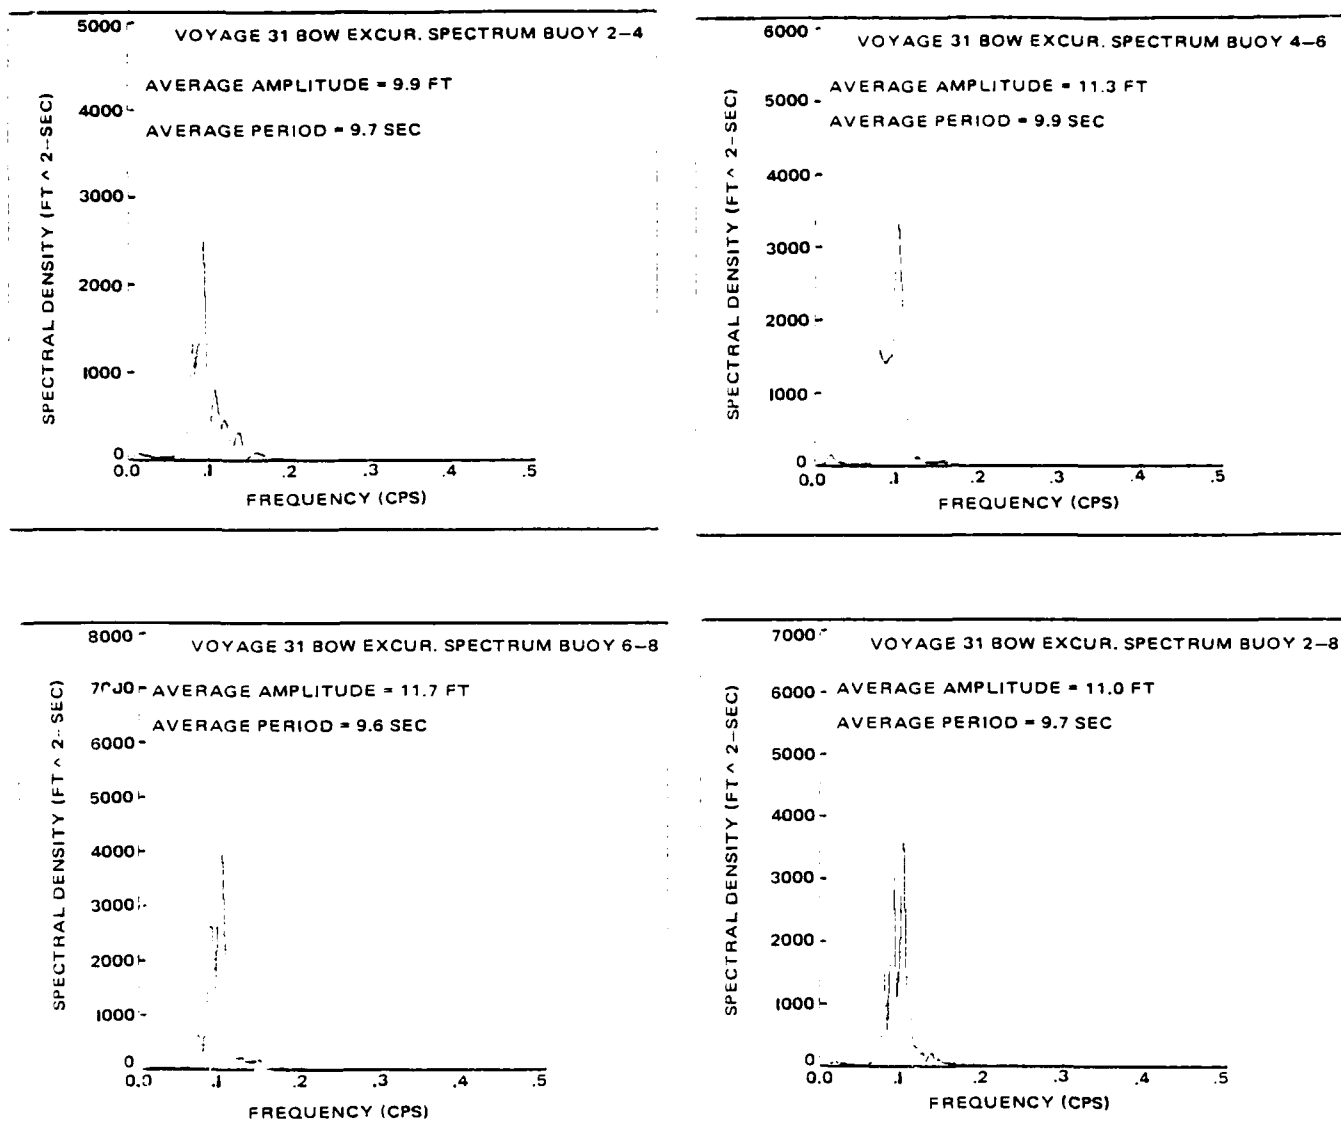 VOYAGE 31 BOW EXCUR. SPECTRUM BUOY 2–4
AVERAGE AMPLITUDE = 9.9 FT
AVERAGE PERIOD = 9.7 SEC
SPECTRAL DENSITY (FT ^ 2--SEC)
5000
4000
3000
2000
1000
0
0.0 .1 .2 .3 .4 .5
FREQUENCY (CPS)
VOYAGE 31 BOW EXCUR. SPECTRUM BUOY 4–6
AVERAGE AMPLITUDE = 11.3 FT
AVERAGE PERIOD = 9.9 SEC
SPECTRAL DENSITY (FT ^ 2–SEC)
6000
5000
4000
3000
2000
1000
0
0.0 .1 .2 .3 .4 .5
FREQUENCY (CPS)
VOYAGE 31 BOW EXCUR. SPECTRUM BUOY 6–8
AVERAGE AMPLITUDE = 11.7 FT
AVERAGE PERIOD = 9.6 SEC
SPECTRAL DENSITY (FT ^ 2--SEC)
8000
6000
5000
4000
3000
2000
1000
0
0.0 .1 .2 .3 .4 .5
FREQUENCY (CPS)
VOYAGE 31 BOW EXCUR. SPECTRUM BUOY 2–8
AVERAGE AMPLITUDE = 11.0 FT
AVERAGE PERIOD = 9.7 SEC
SPECTRAL DENSITY (FT ^ 2–SEC)
7000
6000
5000
4000
3000
2000
1000
0
0.0 .1 .2 .3 .4 .5
FREQUENCY (CPS)